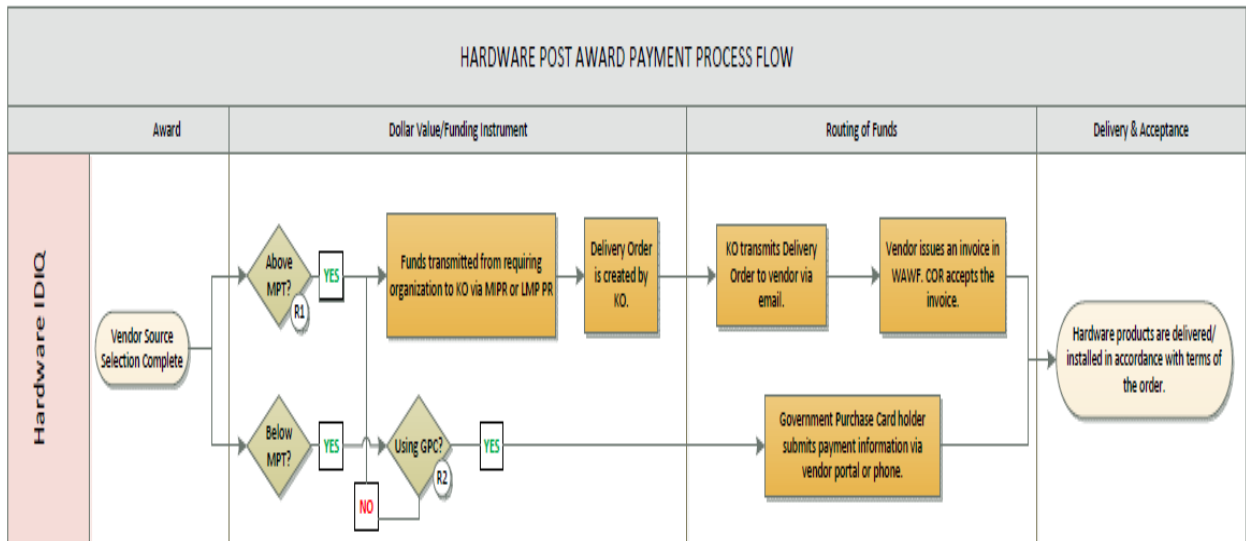 HARDWARE POST AWARD PAYMENT PROCESS FLOW
Award
Dollar Value/Funding Instrument
Routing of Funds
Delivery & Acceptance
Hardware IDIQ
Vendor Source
Selection Complete
Above
MPT?
R1
YES
Funds transmitted from requiring
organization to KO via MIPR or LMP PR
Delivery Order
is created by
KO.
KO transmits Delivery
Order to vendor via
email.
Vendor issues an invoice in
WAWF. COR accepts the
invoice.
Hardware products are delivered/
installed in accordance with terms of
the order.
Below
MPT?
YES
Using GPC?
R2
YES
NO
Government Purchase Card holder
submits payment information via
vendor portal or phone.